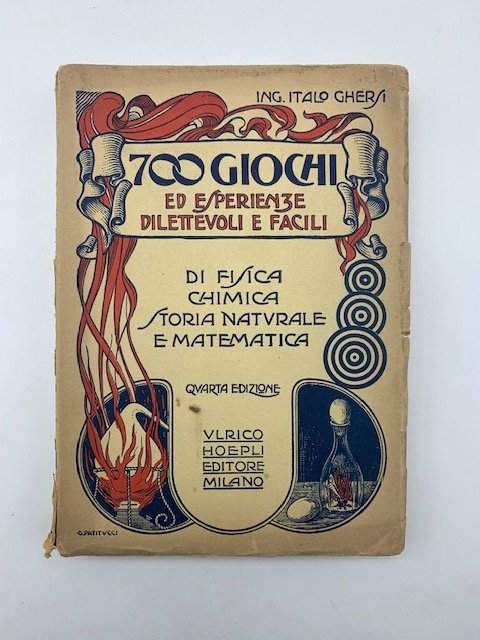 ING. ITALO GHERSI
700 GIOCHI
ED ESPERIENZE
DILETTEVOLI E FACILI
DI FISICA
CHIMICA
STORIA NATVRALE
E MATEMATICA
QVARTA EDIZIONE
VLRICO
HOEPLI
EDITORE
MILANO
G. PATITUCCI